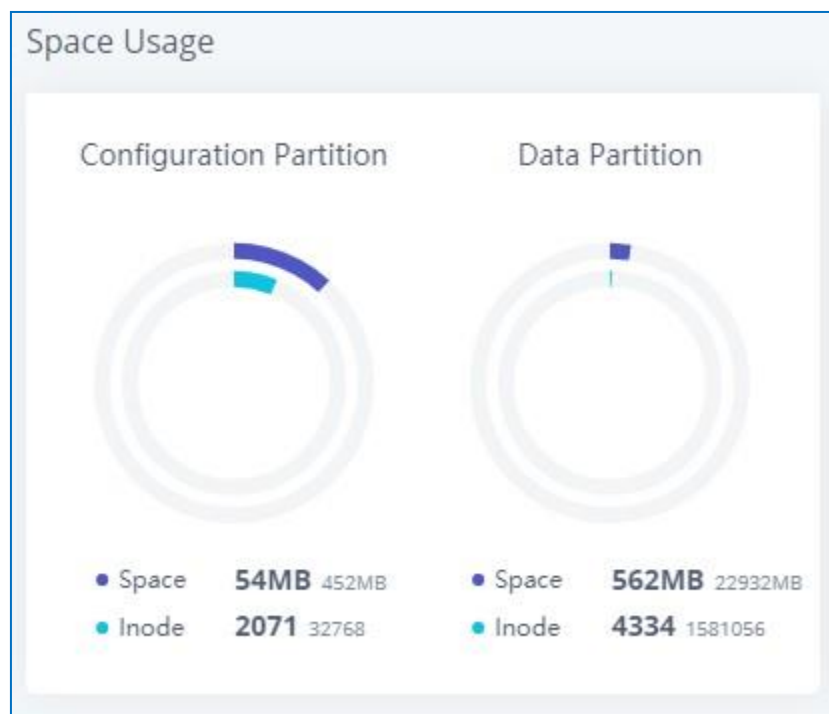 Space Usage
Configuration Partition
Data Partition
Space 54MB 452MB
Inode 2071 32768
Space 562MB 22932MB
Inode 4334 1581056